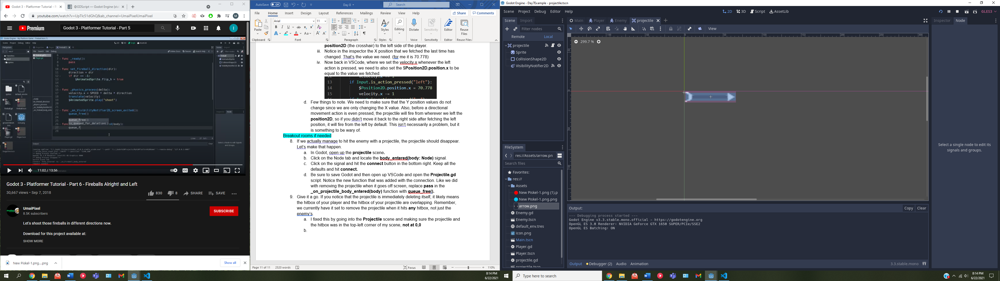 Godot 3 - Platformer Tutorial - P
@GDScript — Godot Engine (sta
youtube.com/watch?v=UpTlc51dGhQ&ab_channel=UmaiPixelUmaiPixel
Premium
Godot 3 - Platformer Tutorial - Part 5
func _ready():
pass
func set_fireball_direction(dir):
direction = dir
if dir == -1:
$AnimatedSprite.flip_h = true
func _physics_process(delta):
velocity.x = SPEED * delta * direction
translate(velocity)
$AnimatedSprite.play("shoot")
func _on_VisibilityNotifier2D_screen_exited():
queue_free()
queue_free()
is_queued_for_deletion()
queue_f
11:02 / 13:56
Godot 3 - Platformer Tutorial - Part 6 - Fireballs Alright! and Left
30,667 views • Sep 7, 2018
830
8
SHARE
SAVE
UmaiPixel
8.5K subscribers
SUBSCRIBE
Let's shoot those fireballs in different directions now.
Download for this project available at:
SHOW MORE
New Piskel-1.png....png
Show all
AutoSave Off
Day 8
Search
File Home Insert Design Layout References Mailings Review View Help
Share
Comments
Arial
11
Paste
Styles
Editing
Dictate
Sensitivity
Editor
Reuse Files
Clipboard Font Paragraph Styles Voice Sensitivity Editor Reuse Files
position2D (the crosshair) to the left side of the player.
iii. Notice in the inspector the X position that we fetched the last time has
changed. That's the value we need. (for me it is 70.778)
iv. Now back in VSCode, where we set the velocity.x whenever the left
action is pressed, we need to also set the $Position2D.position.x to be
equal to the value we fetched.
13 if Input.is_action_pressed("left"):
14 $Position2D.position.x = 70.778
15 velocity.x -= 1
d. Few things to note. We need to make sure that the Y position values do not
change since we are only changing the X value. Also, before a directional
movement action is even pressed, the projectile will fire from wherever we left the
position2D, so if you didn't move it back to the right side after fetching the left
position, it will fire from the left by default. This isn't necessarily a problem, but it
is something to be wary of.
Breakout rooms if needed
8. If we actually manage to hit the enemy with a projectile, the projectile should disappear.
Let's make that happen.
a. In Godot, open up the projectile scene.
b. Click on the Node tab and locate the body_entered(body: Node) signal.
c. Click on the signal and hit the connect button in the bottom right. Keep all the
defaults and hit connect.
d. Be sure to save Godot and then open up VSCode and open the Projectile.gd
script. Notice the new function that was added with the connection. Like we did
with removing the projectile when it goes off screen, replace pass in the
_on_projectile_body_entered(body) function with queue_free().
9. Give it a go. If you notice that the projectile is immediately deleting itself, it likely means
the hitbox of your player and the hitbox of your projectile are overlapping. Remember,
we currently have it set to remove the projectile when it hits any hitbox, not just the
enemy's.
a. I fixed this by going into the Projectile scene and making sure the projectile and
the hitbox was in the top-left corner of my scene, not at 0,0
b.
Page 11 of 11
2520 words
Focus
110%
8:14 PM
6/22/2021
Godot Engine - Day7Example - projectile.tscn
Scene Project Debug Editor Help
2D 3D Script AssetLib
GLES3
Scene Import
Filter nodes
Remote Local
projectile
Sprite
CollisionShape2D
VisibilityNotifier2D
Main Player Enemy projectile
View
299.7 %
Inspector Node
Select a single node to edit its
signals and groups.
FileSystem
res://Assets/arrow.pn
Search files
Favorites:
res://
Assets
New Piskel-1.png (1).p
New Piskel-1.png.png
arrow.png
Enemy.gd
Enemy.tscn
default_env.tres
icon.png
Main.tscn
Player.gd
Player.tscn
projectile.gd
projectile.tscn
Output:
Copy
Clear
--- Debugging process started ---
Godot Engine v3.3.stable.mono.official - https://godotengine.org
OpenGL ES 3.0 Renderer: NVIDIA GeForce GTX 1650 SUPER/PCIe/SSE2
OpenGL ES Batching: ON
Output Debugger (2) Audio Animation
3.3.stable.mono
Type here to search
8:14 PM
6/22/2021